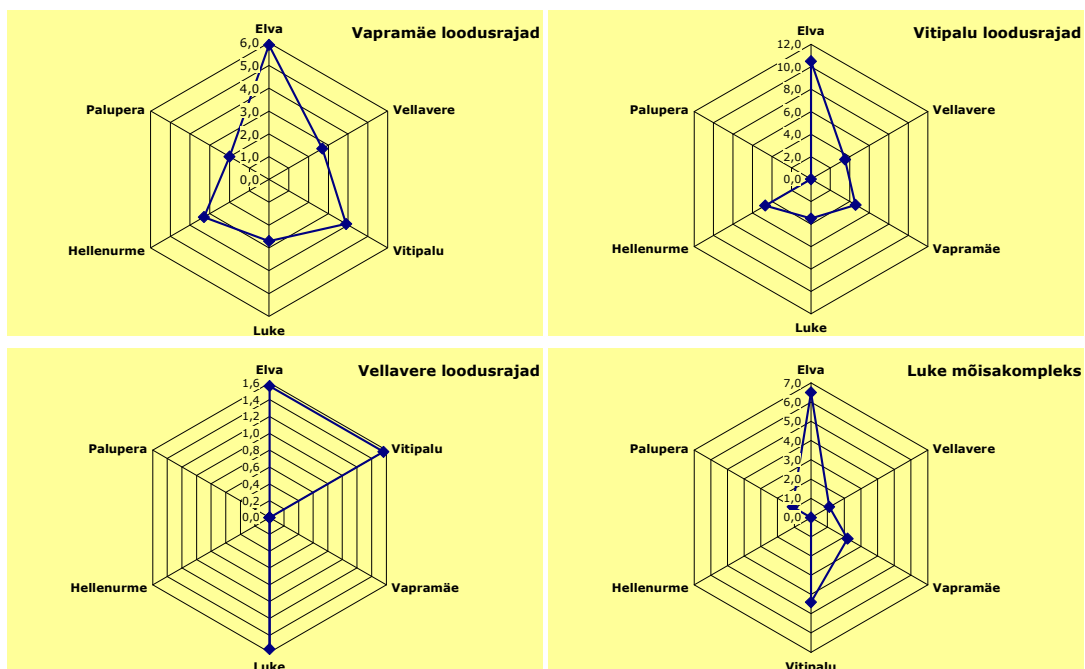 Vapramäe loodusrajad
Elva
6,0
5,0
4,0
3,0
2,0
1,0
0,0
Palupera
Vellavere
Hellenurme
Vitipalu
Luke
Vitipalu loodusrajad
Elva
12,0
10,0
8,0
6,0
4,0
2,0
0,0
Palupera
Vellavere
Hellenurme
Vapramäe
Luke
Vellavere loodusrajad
Elva
1,6
1,4
1,2
1,0
0,8
0,6
0,4
0,2
0,0
Palupera
Vitipalu
Hellenurme
Vapramäe
Luke
Luke mõisakompleks
Elva
7,0
6,0
5,0
4,0
3,0
2,0
1,0
0,0
Palupera
Vellavere
Hellenurme
Vapramäe
Vitipalu